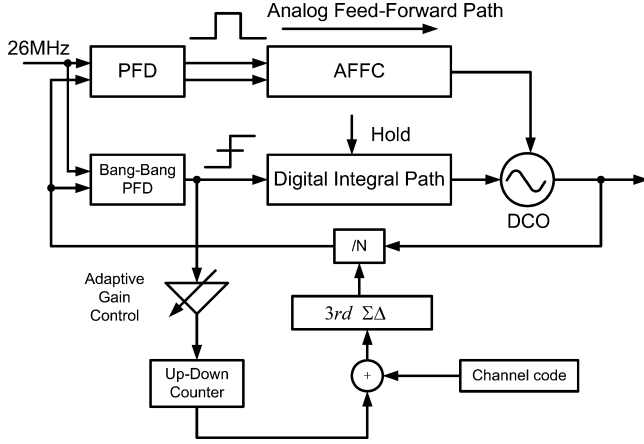 Analog Feed-Forward Path
26MHz
PFD
AFFC
Hold
Bang-Bang
PFD
Digital Integral Path
DCO
/N
Adaptive
Gain
Control
3rd ΣΔ
Up-Down
Counter
+
Channel code